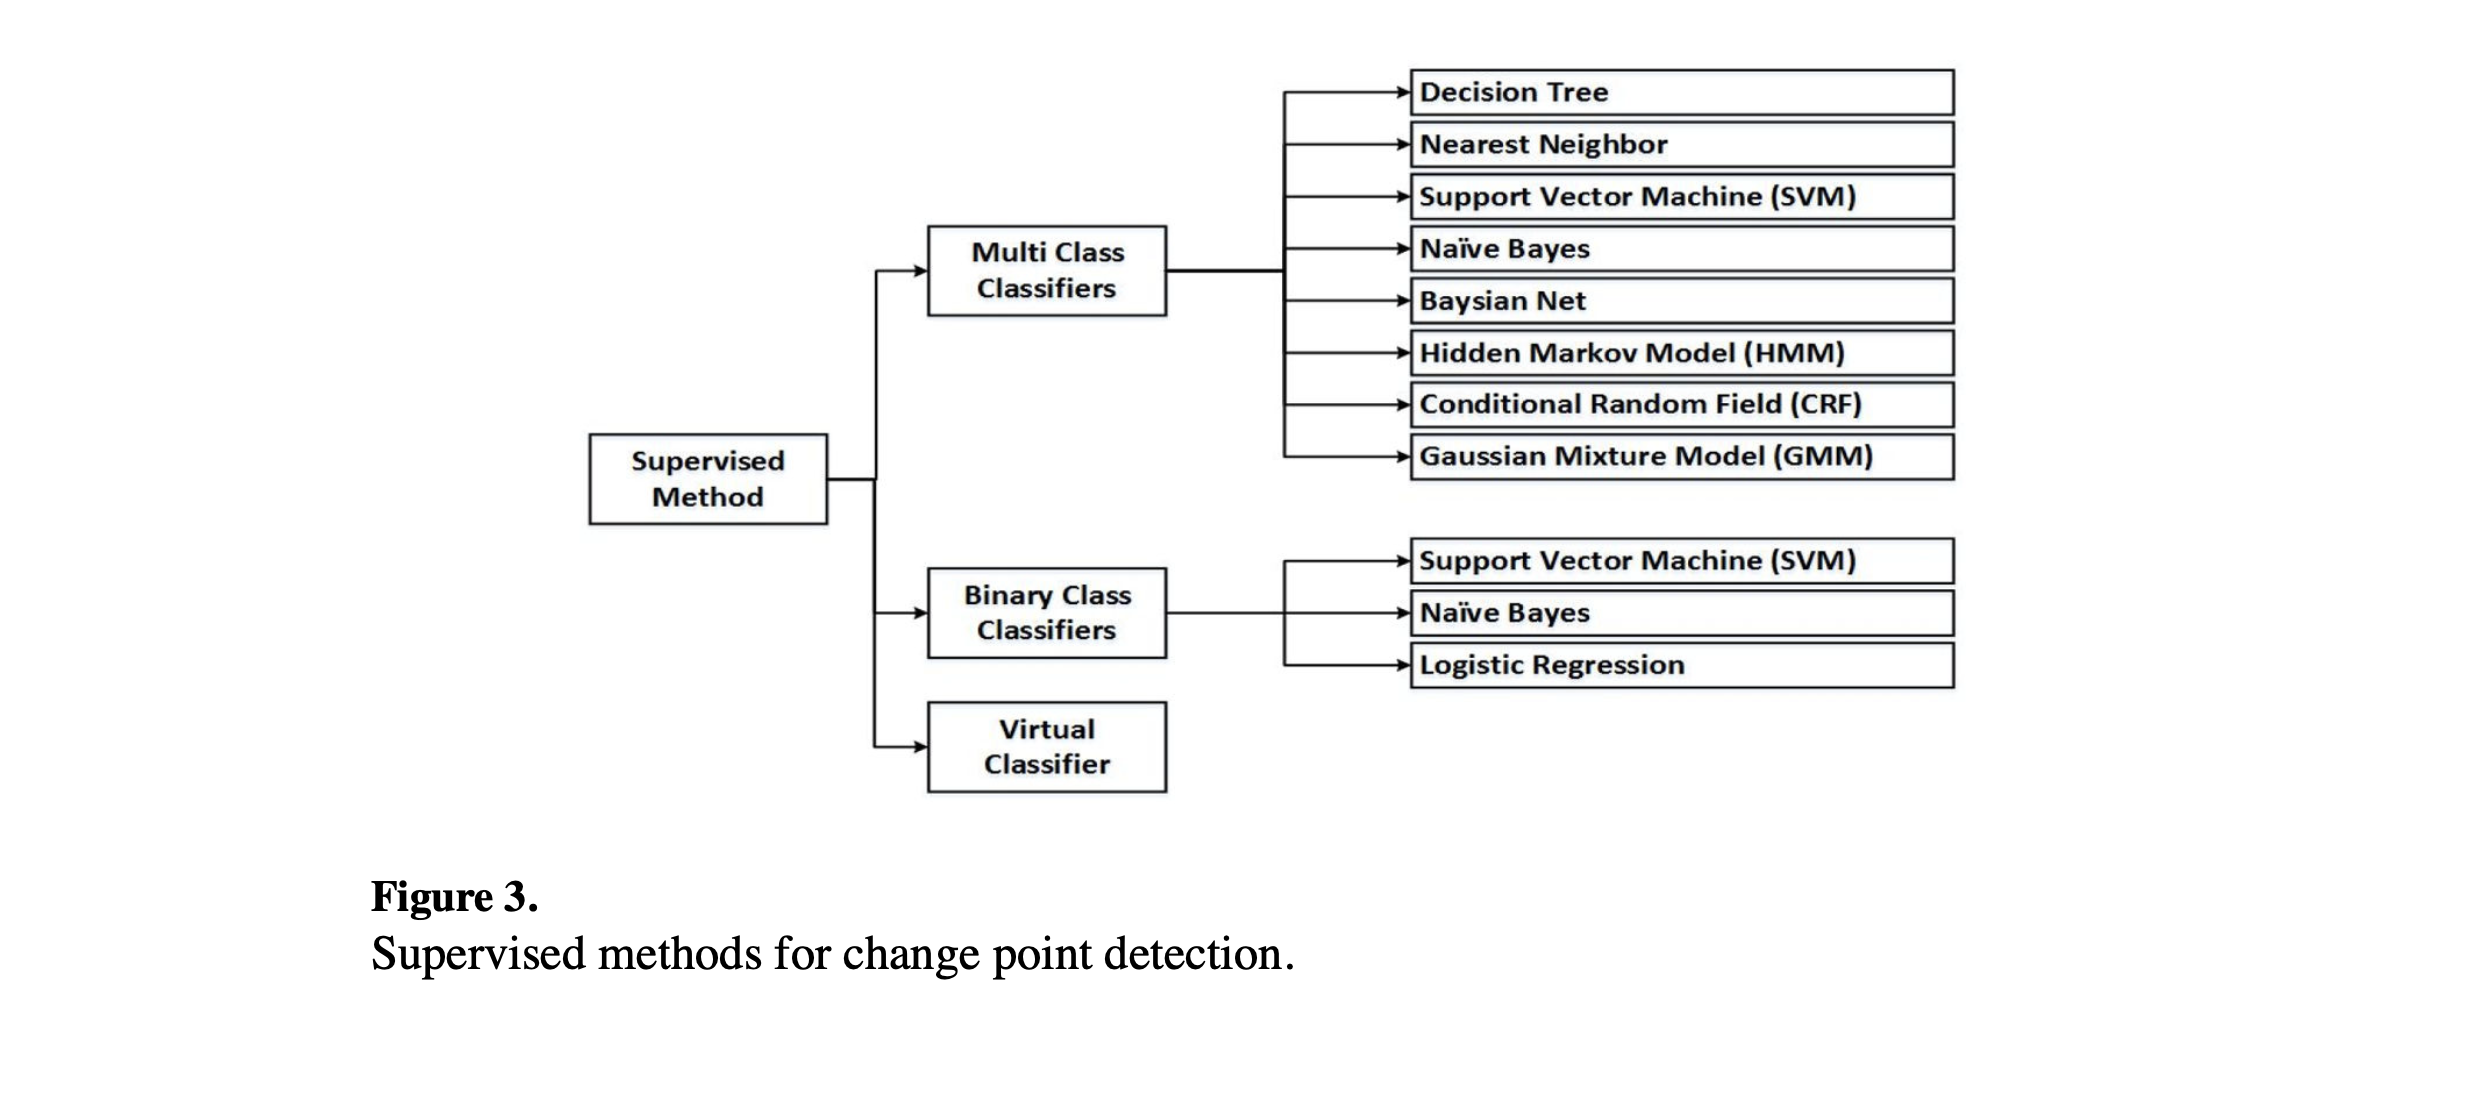 Decision Tree
Nearest Neighbor
Support Vector Machine (SVM)
Multi Class
Classifiers
Naïve Bayes
Baysian Net
Hidden Markov Model (HMM)
Conditional Random Field (CRF)
Gaussian Mixture Model (GMM)
Supervised
Method
Support Vector Machine (SVM)
Binary Class
Classifiers
Naïve Bayes
Logistic Regression
Virtual
Classifier
Figure 3.
Supervised methods for change point detection.